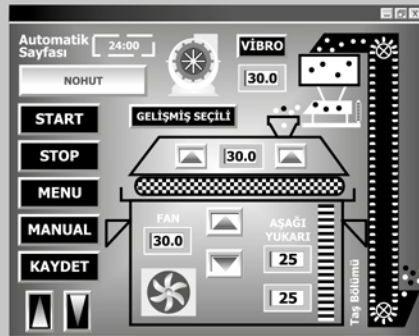 Automatik
Sayfası
24:00
VİBRO
NOHUT
30.0
START
GELİŞMİŞ SEÇİLİ
STOP
30.0
MENU
MANUAL
FAN
30.0
AŞAĞI
YUKARI
25
KAYDET
25
Taş Bölümü